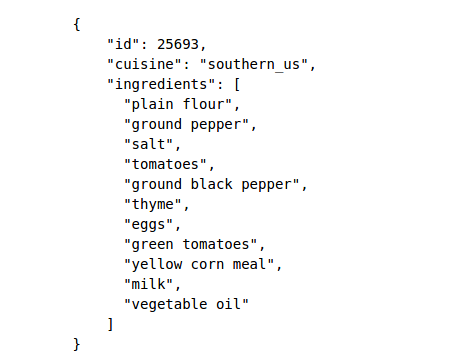 {
"id": 25693,
"cuisine": "southern_us",
"ingredients": [
"plain flour",
"ground pepper",
"salt",
"tomatoes",
"ground black pepper",
"thyme",
"eggs",
"green tomatoes",
"yellow corn meal",
"milk",
"vegetable oil"
]
}